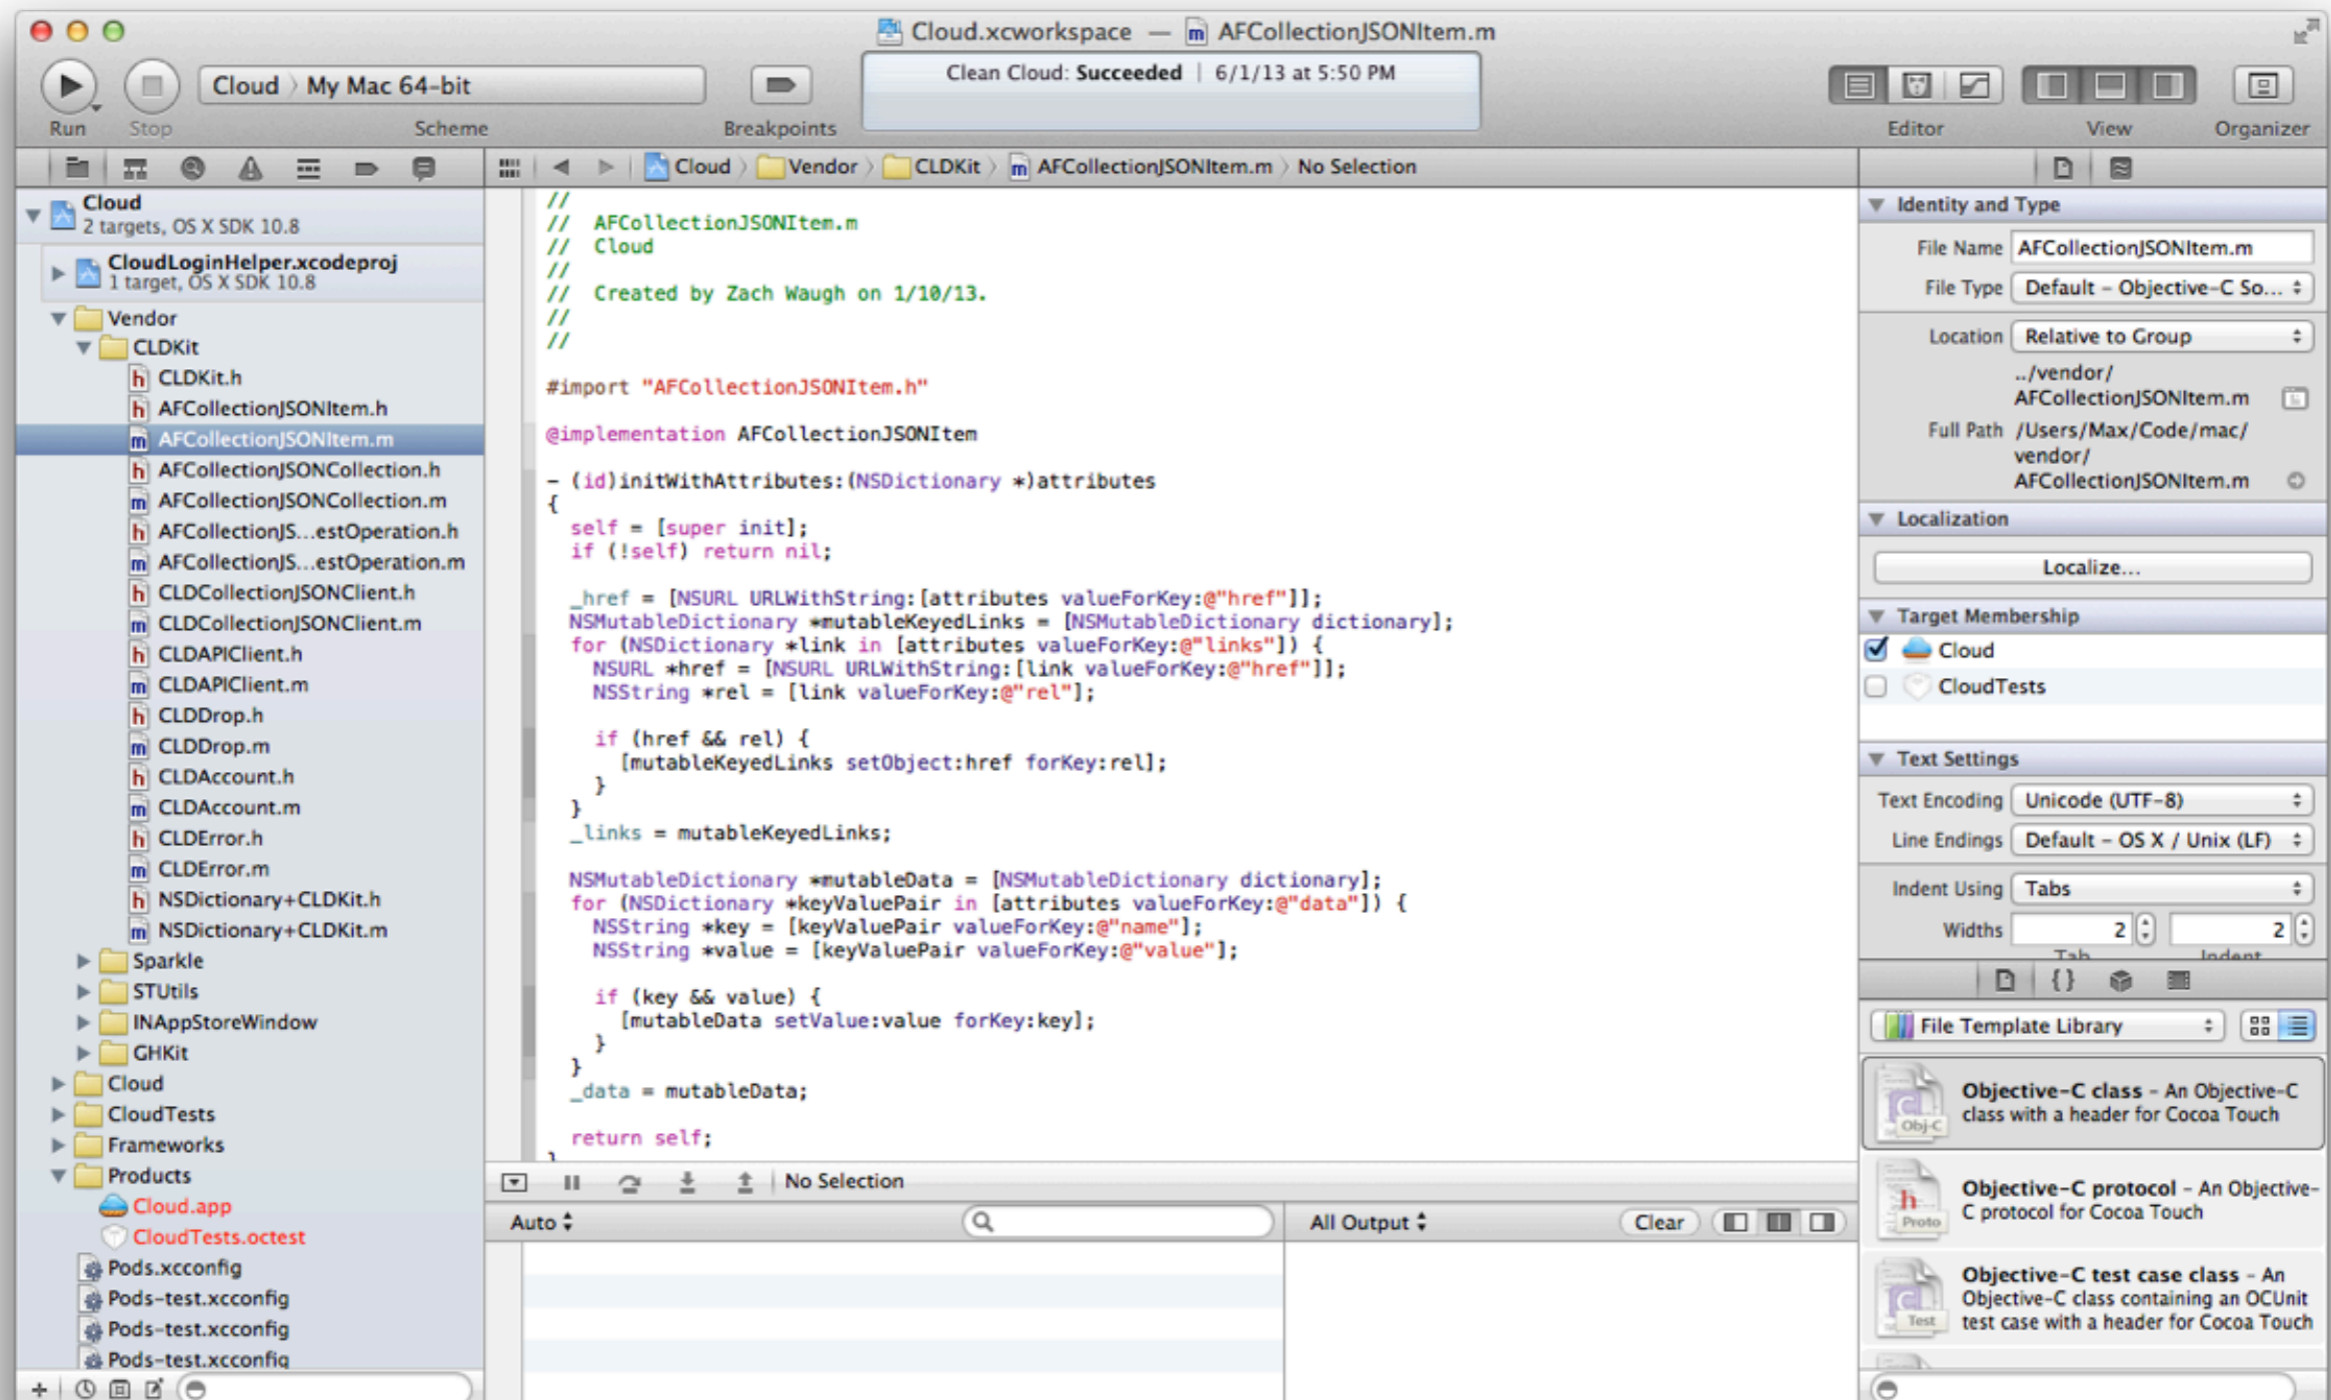 Cloud.xcworkspace — AFCollectionJSONItem.m
Cloud › My Mac 64-bit
Clean Cloud: Succeeded | 6/1/13 at 5:50 PM
Run Stop Scheme Breakpoints Editor View Organizer
Cloud › Vendor › CLDKit › AFCollectionJSONItem.m › No Selection
Cloud
2 targets, OS X SDK 10.8
CloudLoginHelper.xcodeproj
1 target, OS X SDK 10.8
Vendor
CLDKit
CLDKit.h
AFCollectionJSONItem.h
AFCollectionJSONItem.m
AFCollectionJSONCollection.h
AFCollectionJSONCollection.m
AFCollectionJS...estOperation.h
AFCollectionJS...estOperation.m
CLDCollectionJSONClient.h
CLDCollectionJSONClient.m
CLDAPIClient.h
CLDAPIClient.m
CLDDrop.h
CLDDrop.m
CLDAccount.h
CLDAccount.m
CLDError.h
CLDError.m
NSDictionary+CLDKit.h
NSDictionary+CLDKit.m
Sparkle
STUtils
INAppStoreWindow
GHKit
Cloud
CloudTests
Frameworks
Products
Cloud.app
CloudTests.octest
Pods.xcconfig
Pods-test.xcconfig
Pods-test.xcconfig
Pods-test.xcconfig
//
//  AFCollectionJSONItem.m
//  Cloud
//
//  Created by Zach Waugh on 1/10/13.
//
//
#import "AFCollectionJSONItem.h"
@implementation AFCollectionJSONItem
- (id)initWithAttributes:(NSDictionary *)attributes
{
  self = [super init];
  if (!self) return nil;
  _href = [NSURL URLWithString:[attributes valueForKey:@"href"]];
  NSMutableDictionary *mutableKeyedLinks = [NSMutableDictionary dictionary];
  for (NSDictionary *link in [attributes valueForKey:@"links"]) {
    NSURL *href = [NSURL URLWithString:[link valueForKey:@"href"]];
    NSString *rel = [link valueForKey:@"rel"];
    if (href && rel) {
      [mutableKeyedLinks setObject:href forKey:rel];
    }
  }
  _links = mutableKeyedLinks;
  NSMutableDictionary *mutableData = [NSMutableDictionary dictionary];
  for (NSDictionary *keyValuePair in [attributes valueForKey:@"data"]) {
    NSString *key = [keyValuePair valueForKey:@"name"];
    NSString *value = [keyValuePair valueForKey:@"value"];
    if (key && value) {
      [mutableData setValue:value forKey:key];
    }
  }
  _data = mutableData;
  return self;
}
No Selection
Auto
All Output Clear
Identity and Type
File Name AFCollectionJSONItem.m
File Type Default - Objective-C So...
Location Relative to Group
../vendor/
AFCollectionJSONItem.m
Full Path /Users/Max/Code/mac/
vendor/
AFCollectionJSONItem.m
Localization
Localize...
Target Membership
Cloud
CloudTests
Text Settings
Text Encoding Unicode (UTF-8)
Line Endings Default - OS X / Unix (LF)
Indent Using Tabs
Widths 2 2
Tab Indent
{}
File Template Library
Obj-C
Objective-C class - An Objective-C
class with a header for Cocoa Touch
h
Proto
Objective-C protocol - An Objective-
C protocol for Cocoa Touch
C
Test
Objective-C test case class - An
Objective-C class containing an OCUnit
test case with a header for Cocoa Touch